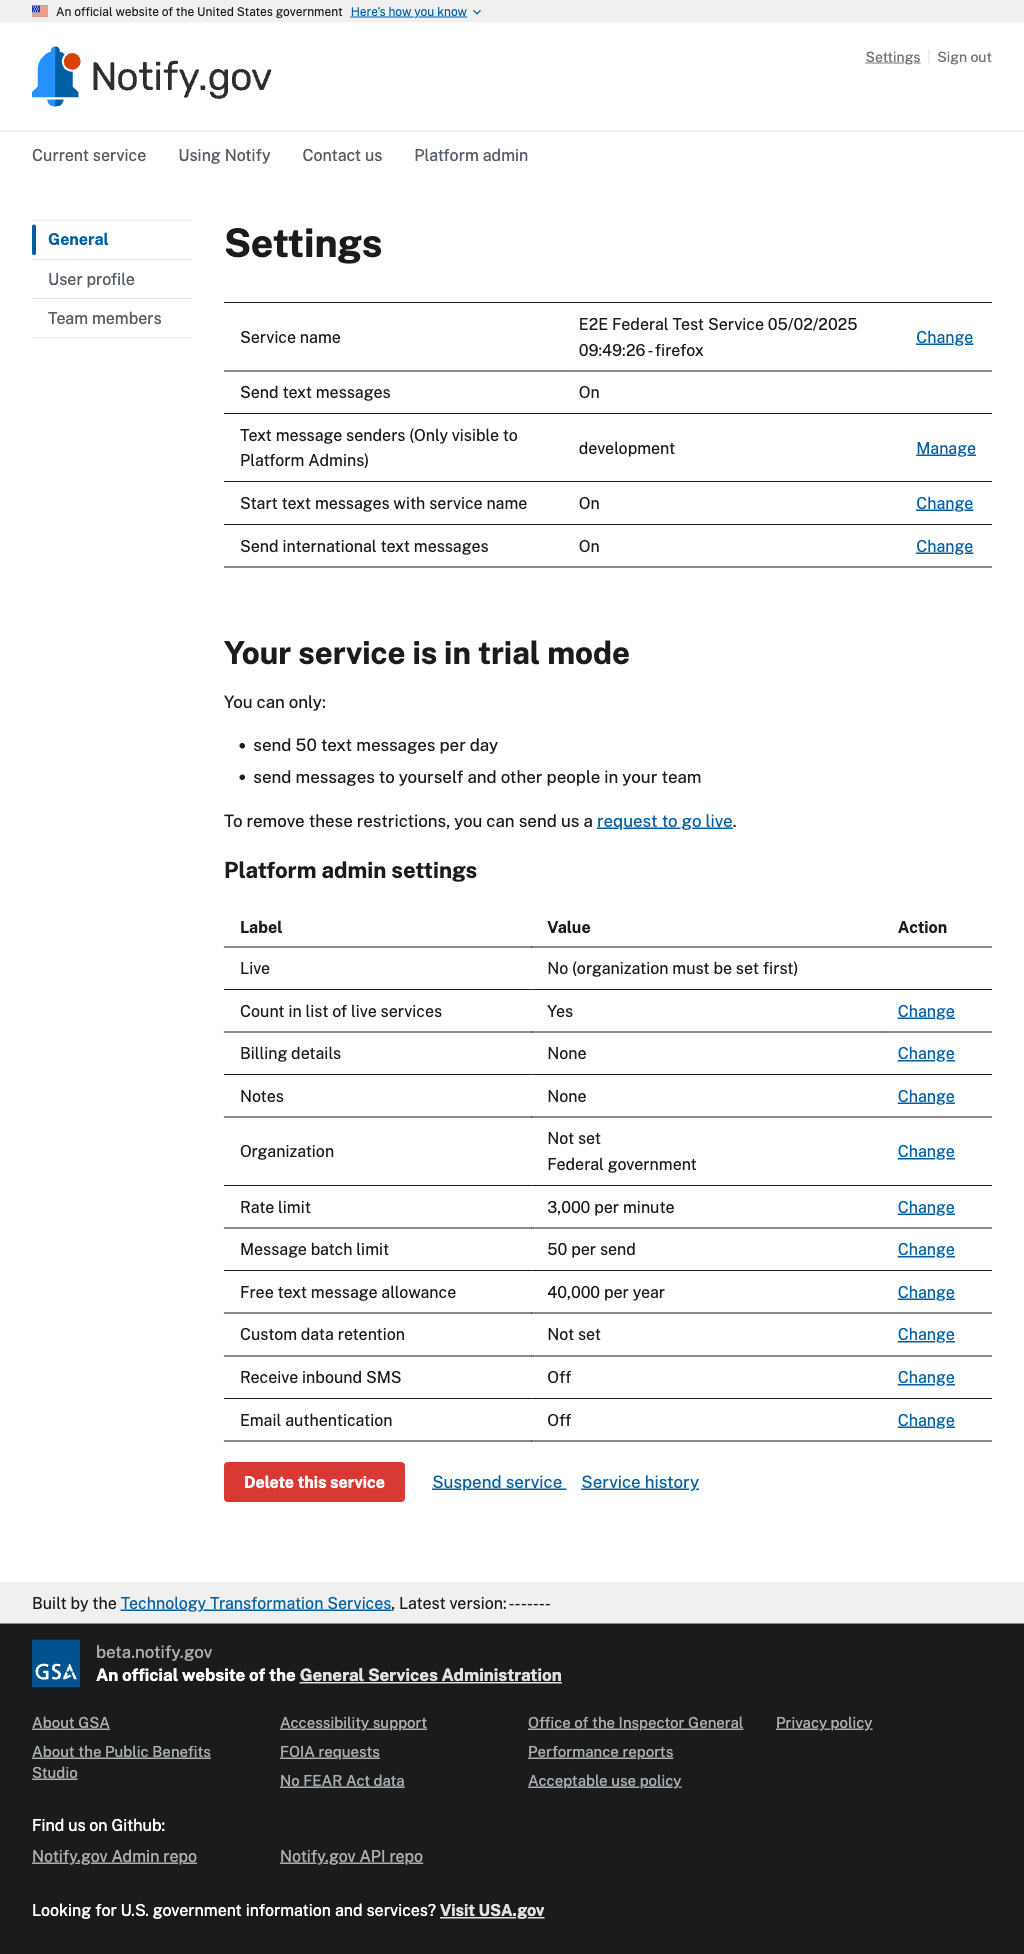 An official website of the United States government Here's how you know
Notify.gov
Settings Sign out
Current service Using Notify Contact us Platform admin
General
User profile
Team members
Settings
Service name E2E Federal Test Service 05/02/2025 09:49:26 - firefox Change
Send text messages On
Text message senders (Only visible to Platform Admins) development Manage
Start text messages with service name On Change
Send international text messages On Change
Your service is in trial mode
You can only:
• send 50 text messages per day
• send messages to yourself and other people in your team
To remove these restrictions, you can send us a request to go live.
Platform admin settings
Label Value Action
Live No (organization must be set first)
Count in list of live services Yes Change
Billing details None Change
Notes None Change
Organization Not set Federal government Change
Rate limit 3,000 per minute Change
Message batch limit 50 per send Change
Free text message allowance 40,000 per year Change
Custom data retention Not set Change
Receive inbound SMS Off Change
Email authentication Off Change
Delete this service Suspend service Service history
Built by the Technology Transformation Services, Latest version: -------
GSA
beta.notify.gov
An official website of the General Services Administration
About GSA
About the Public Benefits Studio
Accessibility support
FOIA requests
No FEAR Act data
Office of the Inspector General
Performance reports
Acceptable use policy
Privacy policy
Find us on Github:
Notify.gov Admin repo Notify.gov API repo
Looking for U.S. government information and services? Visit USA.gov